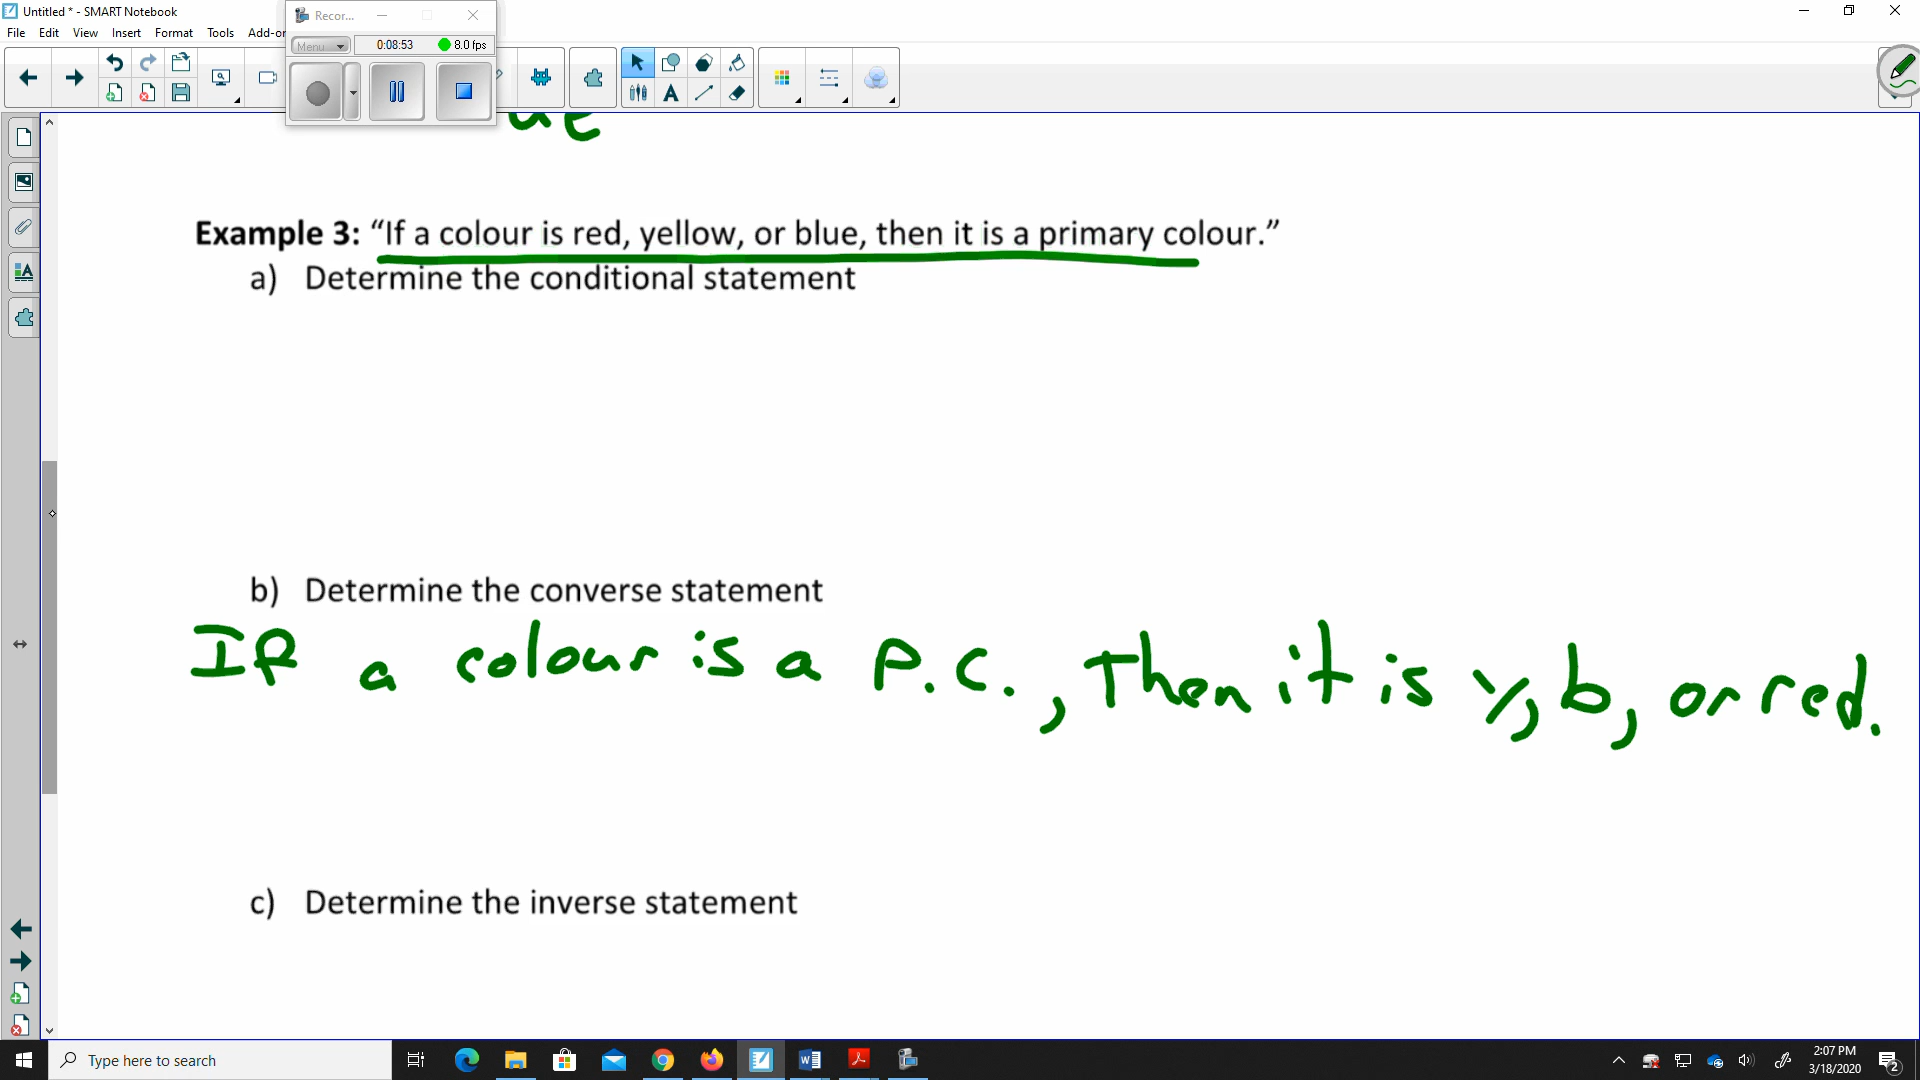 Untitled * - SMART Notebook
Recor...
File Edit View Insert Format Tools Add-o
Menu
0:08:53
8.0 fps
ue
Example 3: “If a colour is red, yellow, or blue, then it is a primary colour.”
a) Determine the conditional statement
b) Determine the converse statement
If a colour is a P.C., Then it is y, b, or red.
c) Determine the inverse statement
Type here to search
2:07 PM
3/18/2020
2